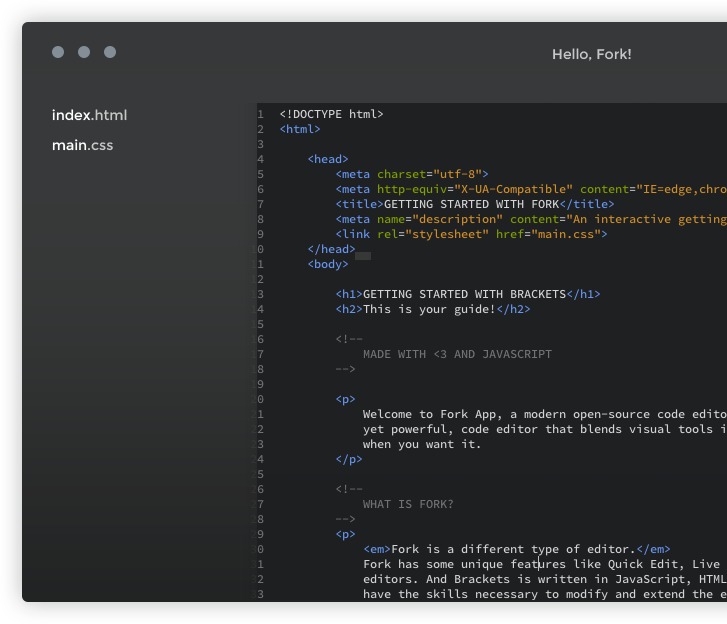 Hello, Fork!
index.html
main.css
1 <!DOCTYPE html>
2 <html>
3
4 <head>
5 <meta charset="utf-8">
6 <meta http-equiv="X-UA-Compatible" content="IE=edge,chro
7 <title>GETTING STARTED WITH FORK</title>
8 <meta name="description" content="An interactive getting
9 <link rel="stylesheet" href="main.css">
0 </head>
1 <body>
2
3 <h1>GETTING STARTED WITH BRACKETS</h1>
4 <h2>This is your guide!</h2>
5
6 <!--
7 MADE WITH <3 AND JAVASCRIPT
8 -->
9
0 <p>
1 Welcome to Fork App, a modern open-source code edito
2 yet powerful, code editor that blends visual tools i
3 when you want it.
4 </p>
5
6 <!--
7 WHAT IS FORK?
8 -->
9 <p>
0 <em>Fork is a different type of editor.</em>
1 Fork has some unique features like Quick Edit, Live
2 editors. And Brackets is written in JavaScript, HTML
3 have the skills necessary to modify and extend the e